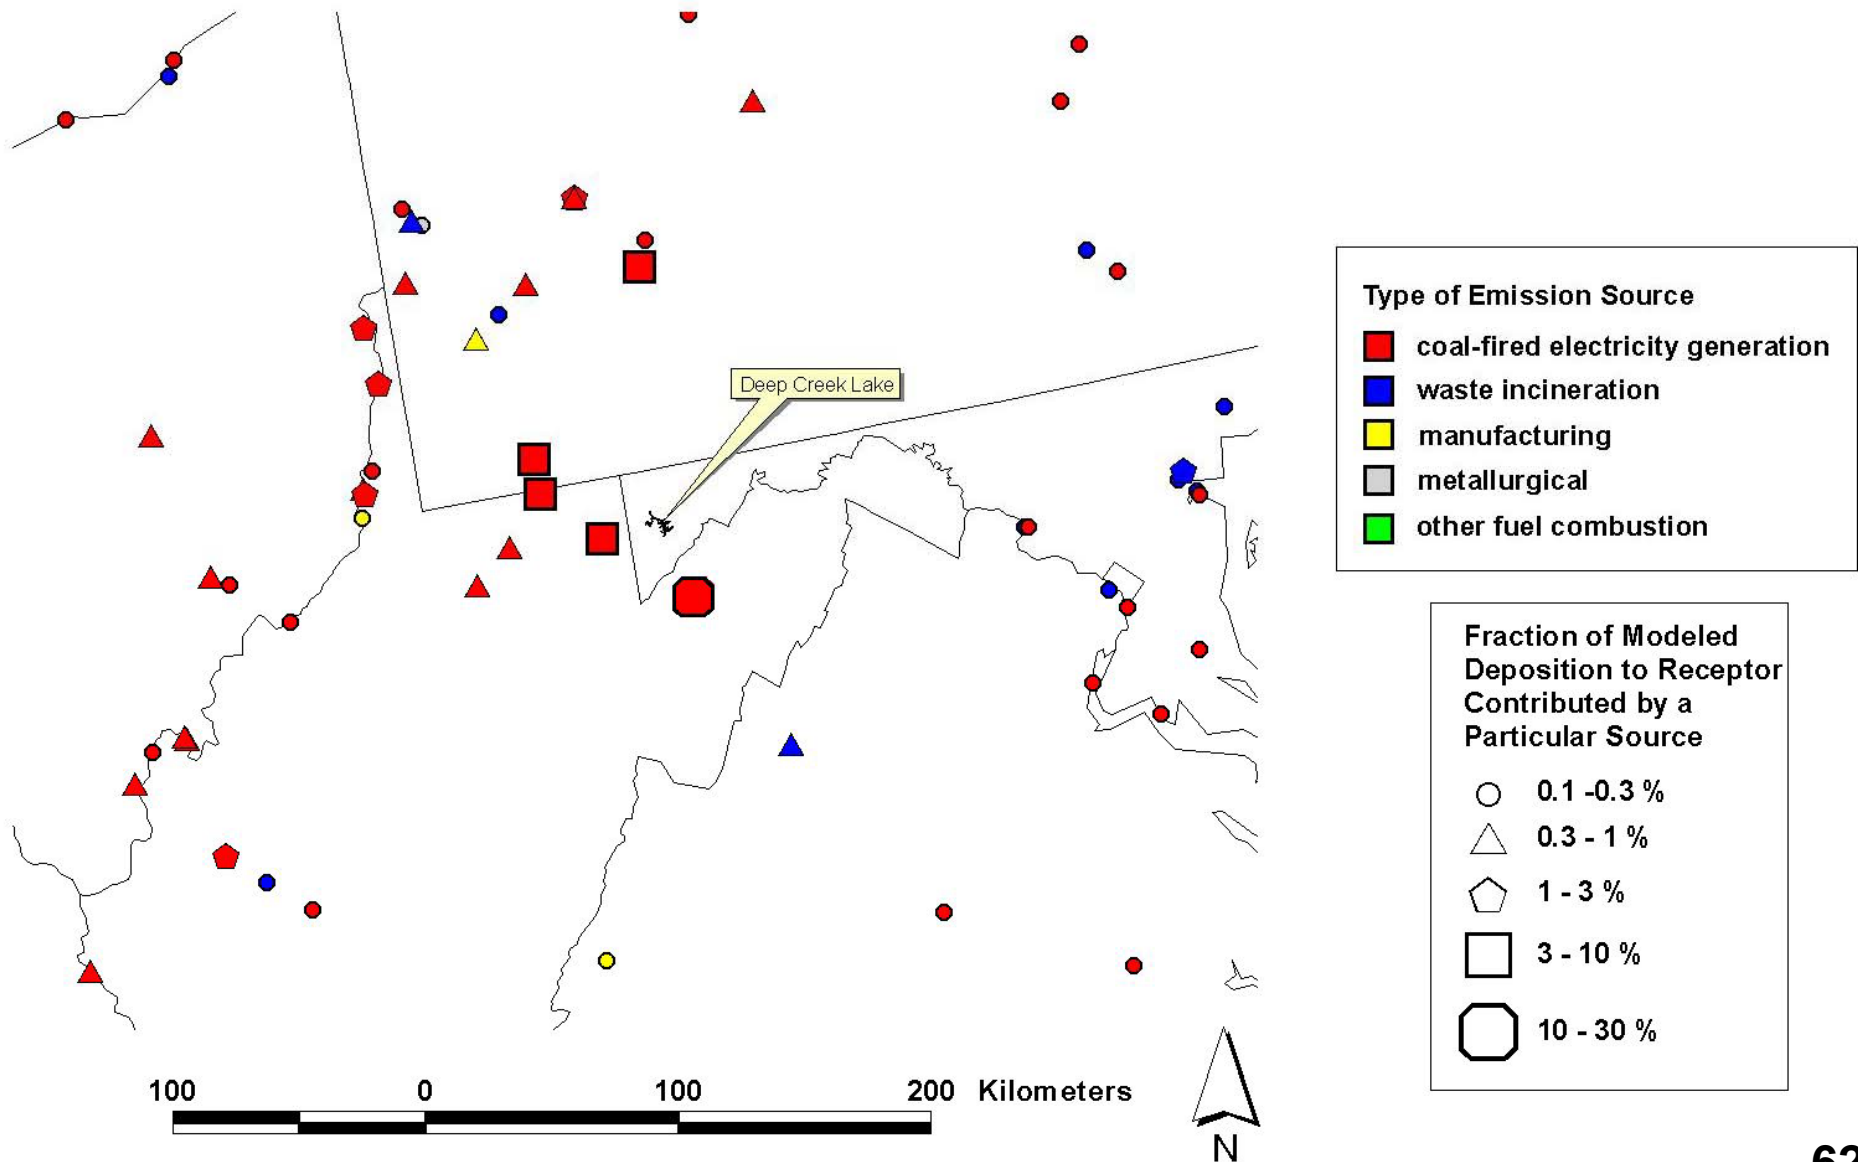 Deep Creek Lake
Type of Emission Source
coal-fired electricity generation
waste incineration
manufacturing
metallurgical
other fuel combustion
Fraction of Modeled
Deposition to Receptor
Contributed by a
Particular Source
0.1 -0.3 %
0.3 - 1 %
1 - 3 %
3 - 10 %
10 - 30 %
100 0 100 200 Kilometers
N